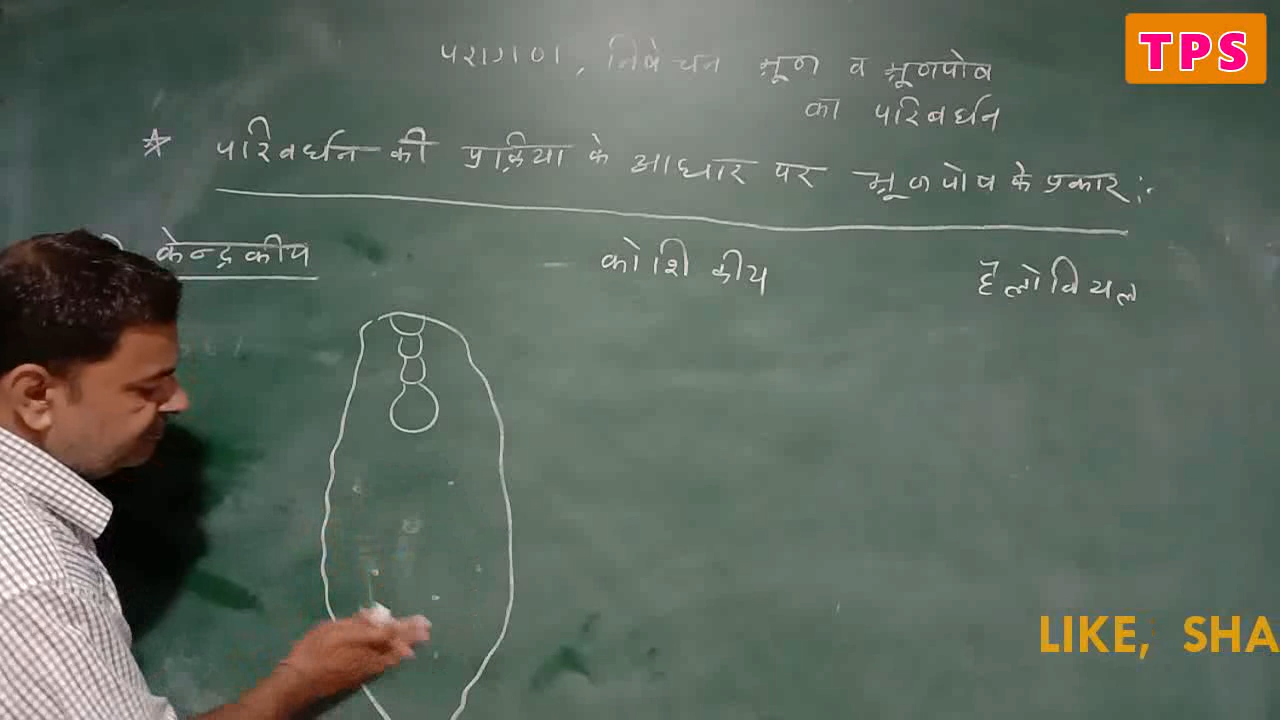 TPS
परागण, निषेचन भ्रूण व भ्रूणपोष
का परिवर्धन
* परिवर्धन की प्रक्रिया के आधार पर भ्रूणपोष के प्रकार :-
केन्द्रकीय कोशिकीय हैलोबियल
LIKE, SHA